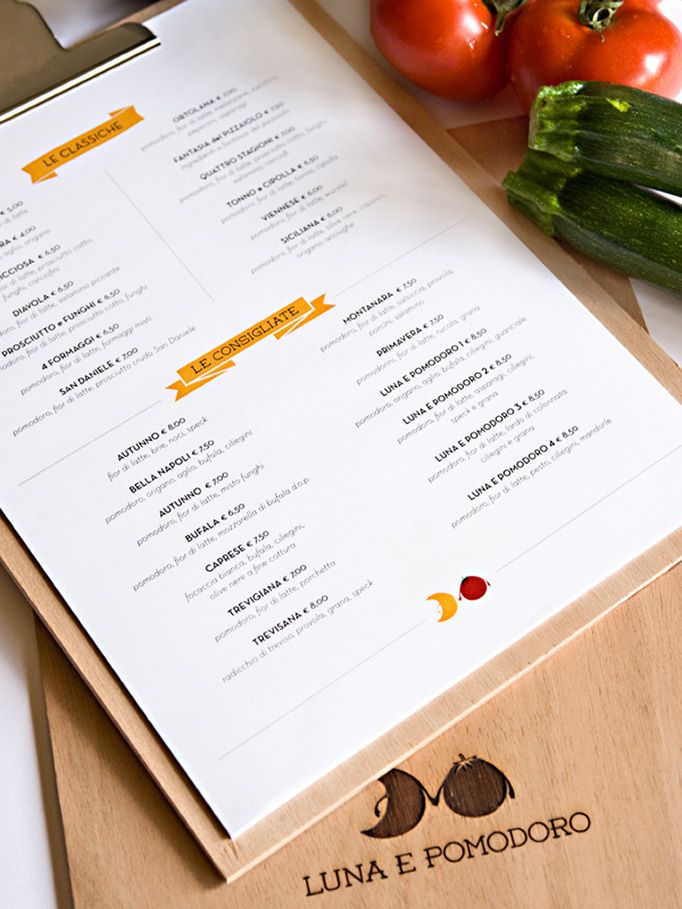 LE CLASSICHE
€ 5,00
di latte
RA € 4,00
aglio, origano
ICCIOSA € 6,50
latte, prosciutto cotto,
funghi, carciofini
DIAVOLA € 6,50
pomodoro, fior di latte, salamino piccante
PROSCIUTTO e FUNGHI € 6,50
pomodoro, fior di latte, prosciutto cotto, funghi
4 FORMAGGI € 6,50
pomodoro, fior di latte, formaggi misti
SAN DANIELE € 7,00
pomodoro, fior di latte, prosciutto crudo San Daniele
ORTOLANA € 7,00
pomodoro, fior di latte, melanzane, zucchine,
peperoni, asparagi
FANTASIA del PIZZAIOLO € 7,50
ingredienti a fantasia del pizzaiolo
QUATTRO STAGIONI € 7,00
pomodoro, fior di latte, prosciutto cotto, funghi,
salamino, carciofi
TONNO e CIPOLLA € 6,50
pomodoro, fior di latte, tonno, cipolla
VIENNESE € 6,00
pomodoro, fior di latte, wurstel
SICILIANA € 6,00
pomodoro, fior di latte, olive nere, capperi,
origano, acciughe
LE CONSIGLIATE
AUTUNNO € 8,00
fior di latte, brie, noci, speck
BELLA NAPOLI € 7,50
pomodoro, origano, aglio, bufala, ciliegini
AUTUNNO € 7,00
pomodoro, fior di latte, misto funghi
BUFALA € 6,50
pomodoro, fior di latte, mozzarella di bufala d.o.p.
CAPRESE € 7,50
focaccia bianca, bufala, ciliegini,
olive nere a fine cottura
TREVIGIANA € 7,00
pomodoro, fior di latte, porchetta
TREVISANA € 8,00
radicchio di treviso, provola, grana, speck
MONTANARA € 7,50
pomodoro, fior di latte, salsiccia, provola,
porcini, salamino
PRIMAVERA € 7,50
pomodoro, fior di latte, rucola, grana
LUNA E POMODORO 1 € 8,50
pomodoro, origano, aglio, bufala, ciliegini, guanciale
LUNA E POMODORO 2 € 8,50
pomodoro, fior di latte, asparagi, ciliegini,
speck e grana
LUNA E POMODORO 3 € 8,50
pomodoro, fior di latte, lardo di colonnata,
ciliegini e grana
LUNA E POMODORO 4 € 8,50
pomodoro, fior di latte, pesto, ciliegini, mandorle
LUNA E POMODORO